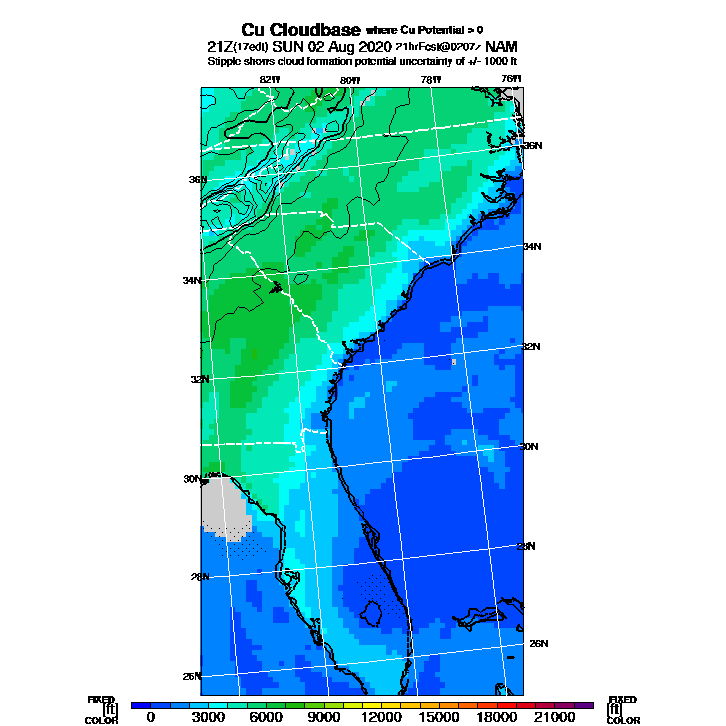 Cu Cloudbase where Cu Potential > 0
21Z(17edt) SUN 02 Aug 2020 21hrFcst@0207z NAM
Stipple shows cloud formation potential uncertainty of +/- 1000 ft
82W 80W 78W 76W
36N
36N
34N
34N
32N
32N
30N
30N
28N
28N
26N
26N
FIXED FIXED
[ft] [ft]
COLOR COLOR
0 3000 6000 9000 12000 15000 18000 21000